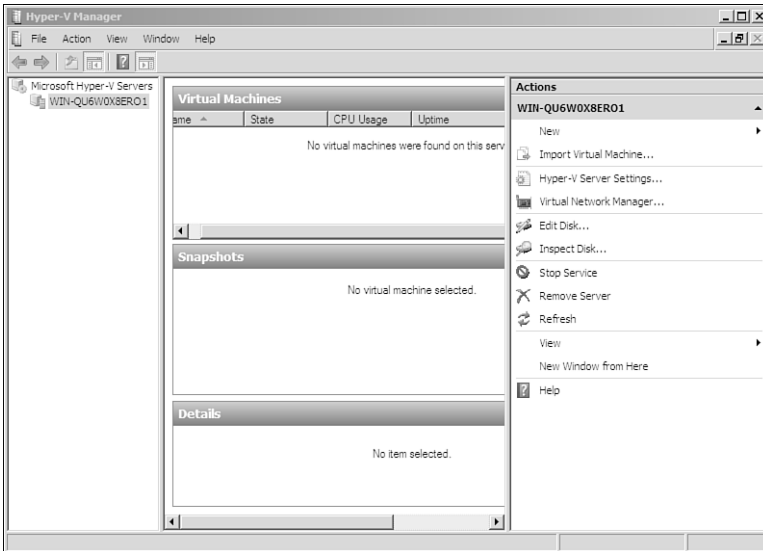 Hyper-V Manager
File Action View Window Help
Microsoft Hyper-V Servers
WIN-QU6W0X8ERO1
Virtual Machines
ame State CPU Usage Uptime
No virtual machines were found on this serv
Snapshots
No virtual machine selected.
Details
No item selected.
Actions
WIN-QU6W0X8ERO1
New
Import Virtual Machine...
Hyper-V Server Settings...
Virtual Network Manager...
Edit Disk...
Inspect Disk...
Stop Service
Remove Server
Refresh
View
New Window from Here
Help